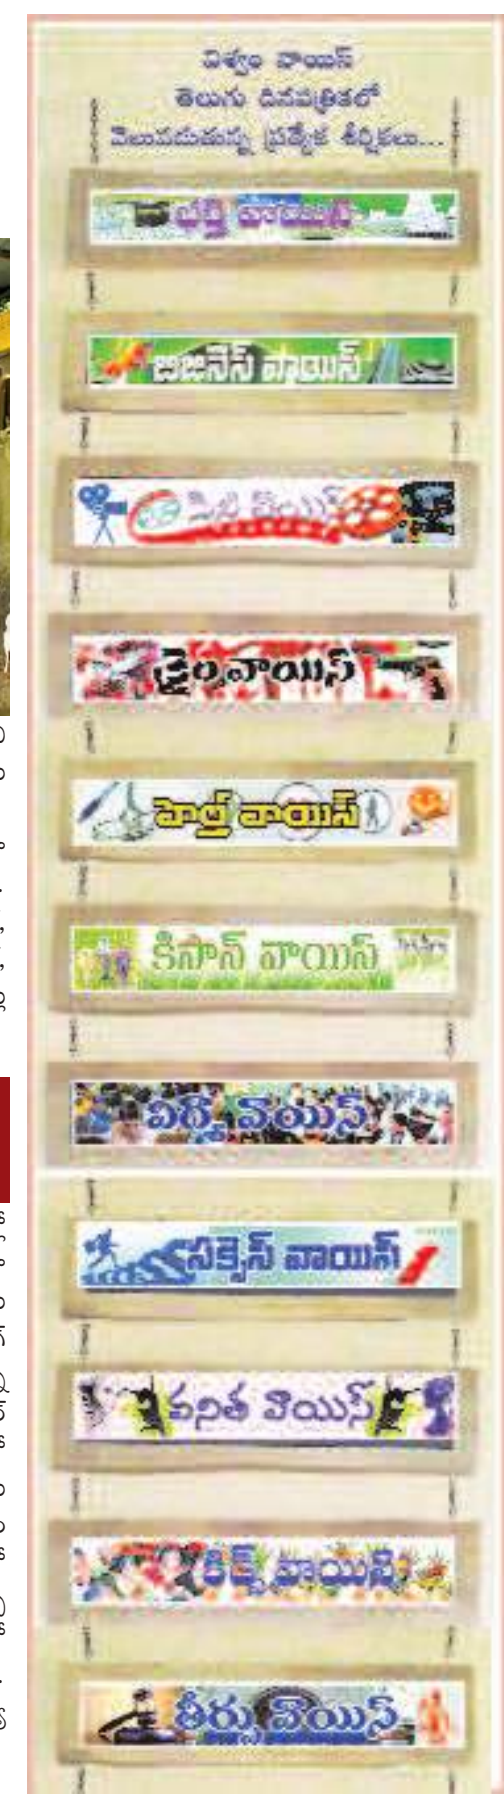 విశ్వం వాయిస్
తెలుగు దినపత్రికలో
వెలువడుతున్న ప్రత్యేక శీర్షికలు...
భక్తి వాయిస్
బిజినెస్ వాయిస్
సినీ వాయిస్
క్రైం వాయిస్
హెల్త్ వాయిస్
కిసాన్ వాయిస్
విద్యా వాయిస్
సక్సెస్ వాయిస్
వనిత వాయిస్
కిడ్స్ వాయిస్
తీర్పు వాయిస్